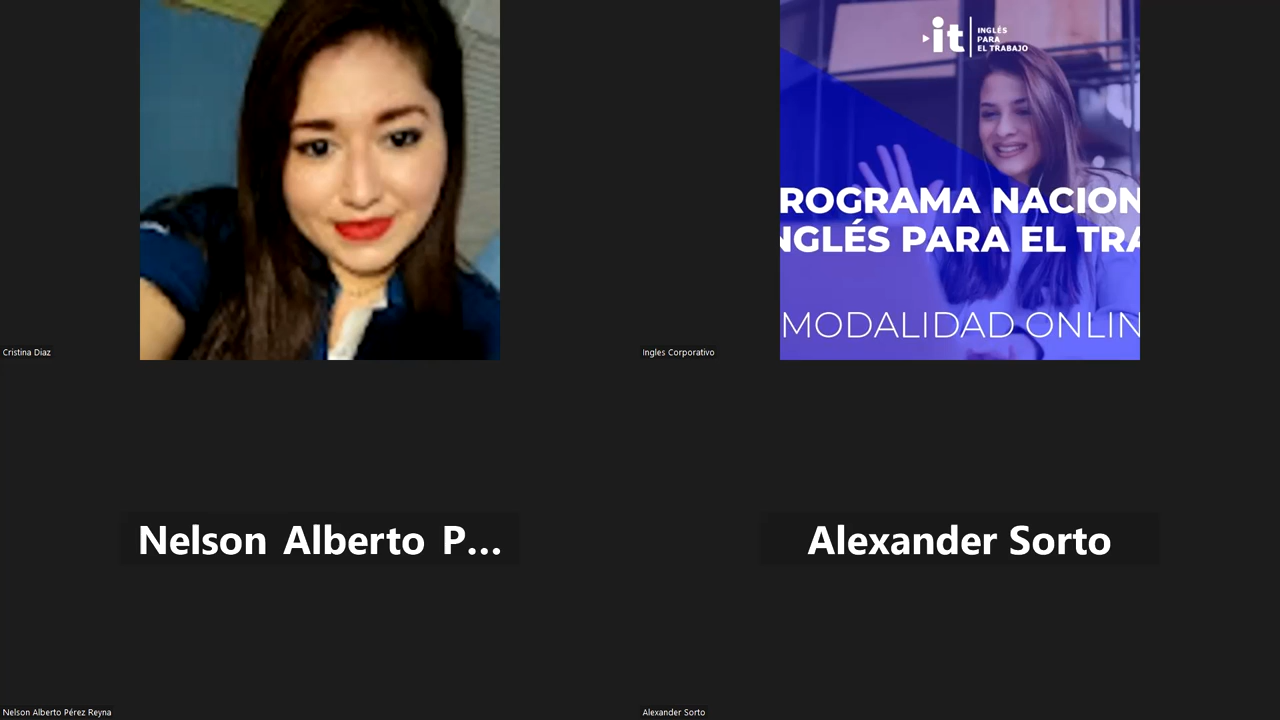 it
INGLÉS
PARA
EL TRABAJO
ROGRAMA NACION
NGLÉS PARA EL TRA
MODALIDAD ONLIN
Cristina Diaz
Ingles Corporativo
Nelson Alberto P...
Alexander Sorto
Nelson Alberto Pérez Reyna
Alexander Sorto